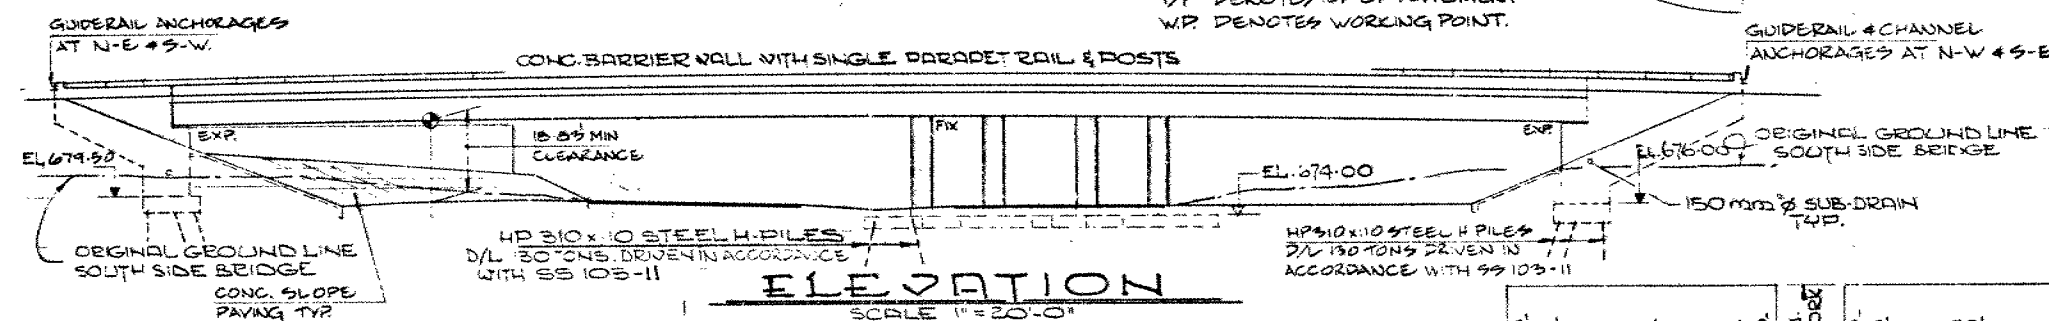 W.P. DENOTES WORKING POINT.
GUIDERAIL ANCHORAGES
AT N-E & S-W.
CONC. BARRIER WALL WITH SINGLE PARAPET RAIL & POSTS
GUIDERAIL & CHANNEL
ANCHORAGES AT N-W & S-E
EXP.
18.83' MIN
CLEARANCE
FIX
EXP.
EL. 679.50
EL. 674.00
EL. 676.00
ORIGINAL GROUND LINE
SOUTH SIDE BRIDGE
150 mm Ø SUB-DRAIN
TYP.
ORIGINAL GROUND LINE
SOUTH SIDE BRIDGE
CONC. SLOPE
PAVING TYP.
HP 310 x 110 STEEL H-PILES
D/L 130 TONS. DRIVEN IN ACCORDANCE
WITH SS 103-11
HP 310 x 110 STEEL H PILES
D/L 130 TONS DRIVEN IN
ACCORDANCE WITH SS 103-11
ELEVATION
SCALE 1" = 20'-0"